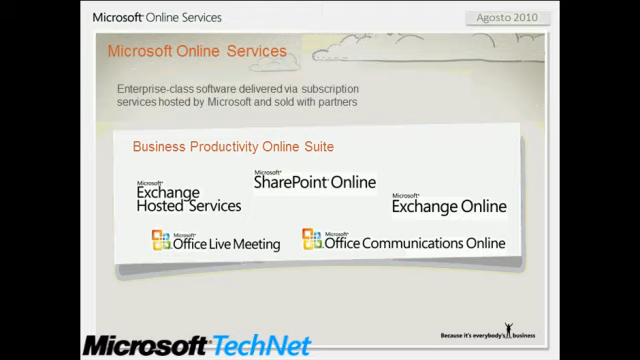 Microsoft Online Services
Agosto 2010
Microsoft Online Services
Enterprise-class software delivered via subscription
services hosted by Microsoft and sold with partners
Business Productivity Online Suite
Microsoft
Exchange
Hosted Services
Microsoft
SharePoint Online
Microsoft
Exchange Online
Microsoft
Office Live Meeting
Microsoft
Office Communications Online
Because it's everybody's business
Microsoft TechNet